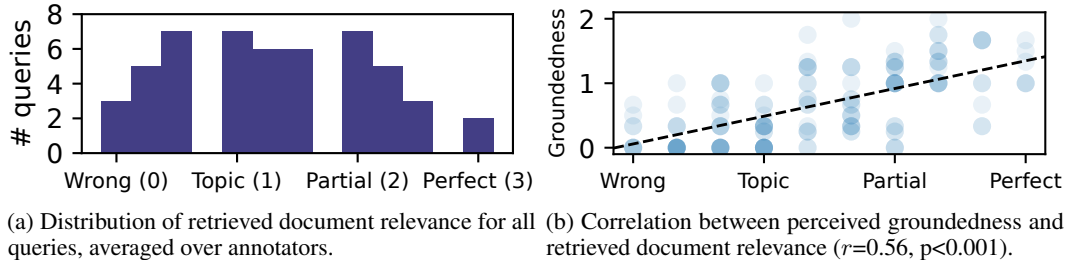 8
6
4
2
0
# queries
Wrong (0) Topic (1) Partial (2) Perfect (3)
(a) Distribution of retrieved document relevance for all
queries, averaged over annotators.
2
1
0
Groundedness
Wrong Topic Partial Perfect
(b) Correlation between perceived groundedness and
retrieved document relevance (r=0.56, p<0.001).